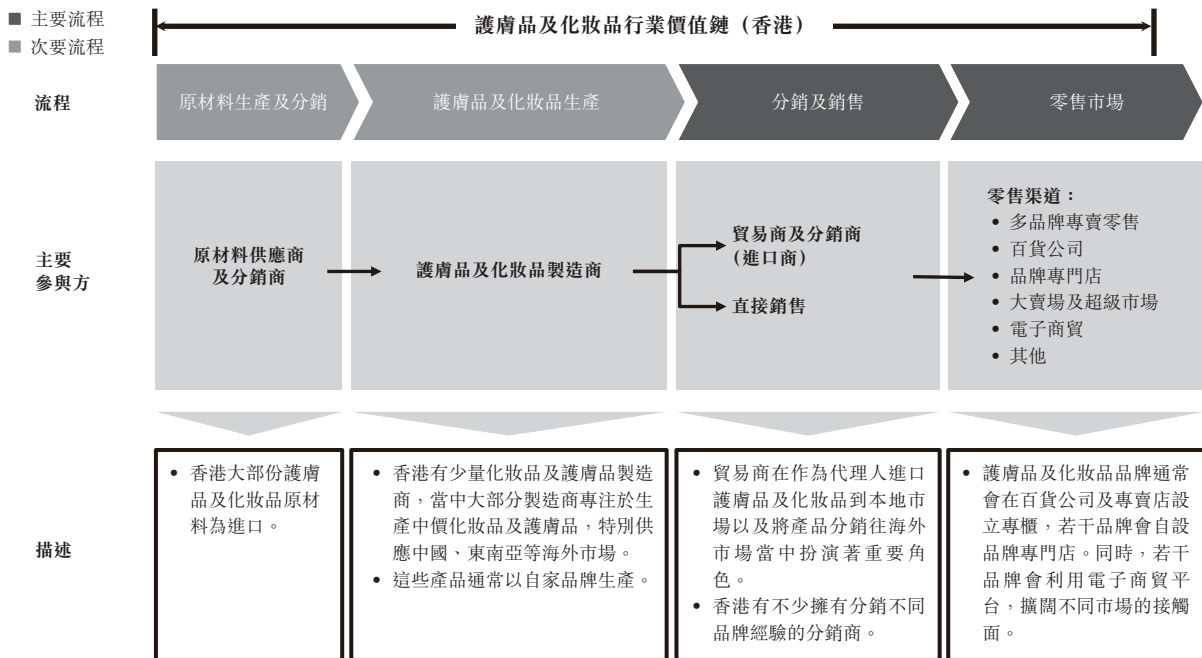 主要流程
次要流程
護膚品及化妝品行業價值鏈（香港）
流程
原材料生產及分銷
護膚品及化妝品生產
分銷及銷售
零售市場
主要
參與方
原材料供應商
及分銷商
護膚品及化妝品製造商
貿易商及分銷商
(進口商)
直接銷售
零售渠道：
• 多品牌專賣零售
• 百貨公司
• 品牌專門店
• 大賣場及超級市場
• 電子商貿
• 其他
描述
• 香港大部份護膚
品及化妝品原材
料為進口。
• 香港有少量化妝品及護膚品製造
商，當中大部分製造商專注於生
產中價化妝品及護膚品，特別供
應中國、東南亞等海外市場。
• 這些產品通常以自家品牌生產。
• 貿易商在作為代理人進口
護膚品及化妝品到本地市
場以及將產品分銷往海外
市場當中扮演著重要角
色。
• 香港有不少擁有分銷不同
品牌經驗的分銷商。
• 護膚品及化妝品品牌通常
會在百貨公司及專賣店設
立專櫃，若干品牌會自設
品牌專門店。同時，若干
品牌會利用電子商貿平
台，擴闊不同市場的接觸
面。